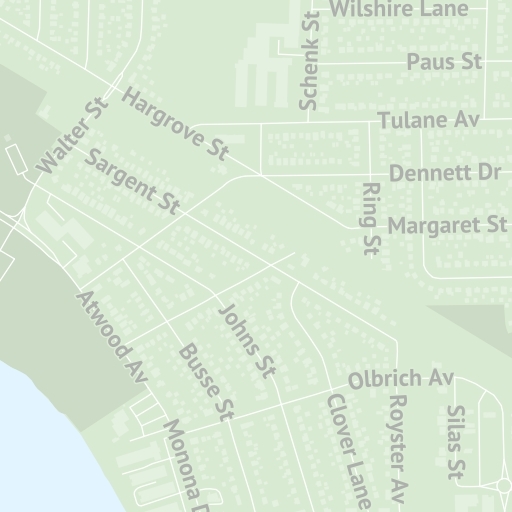 Wilshire Lane
Schenk St
Paus St
Walter St
Hargrove St
Tulane Av
Sargent St
Dennett Dr
Ring St
Margaret St
Atwood Av
Johns St
Busse St
Olbrich Av
Clover Lane
Royster Av
Silas St
Monona D